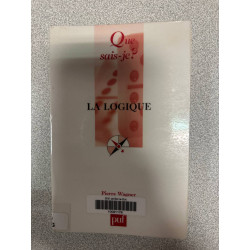 Que
sais-je?
LA LOGIQUE
Pierre Wagner
puf